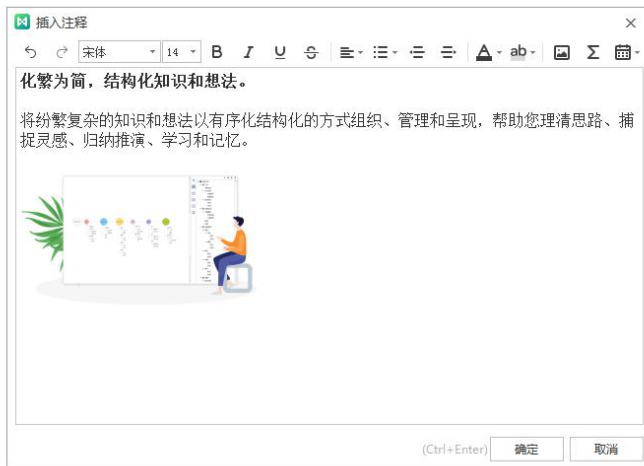 插入注释
宋体 14 B I U S A ab Σ
化繁为简，结构化知识和想法。
将纷繁复杂的知识和想法以有序化结构化的方式组织、管理和呈现，帮助您理清思路、捕
捉灵感、归纳推演、学习和记忆。
(Ctrl+Enter) 确定 取消